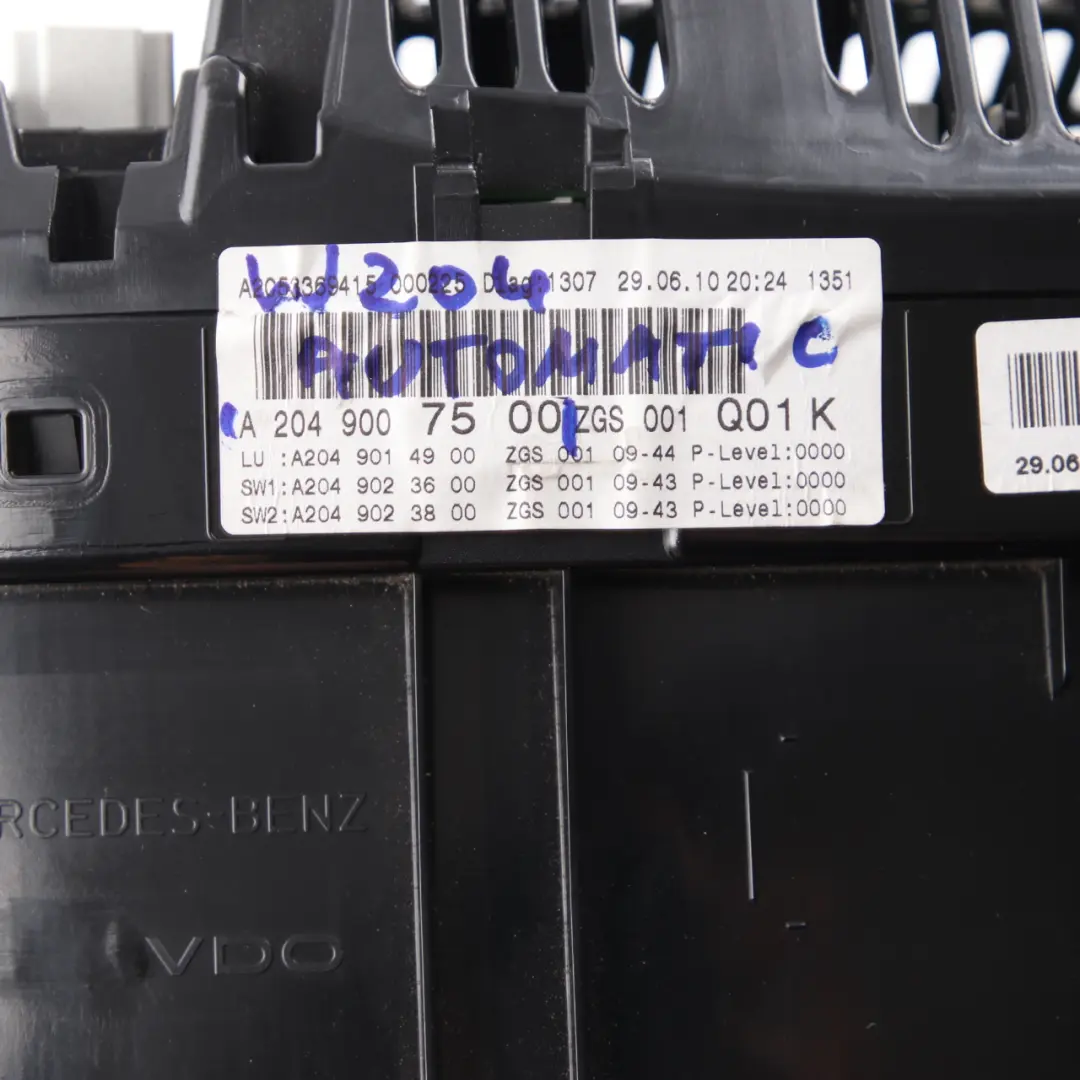 W204
A2C53369415 000225 Diag:1307 29.06.10 20:24 1351
AUTOMATIC
A 204 900 75 00 ZGS 001 Q01 K
LU :A204 901 49 00 ZGS 001 09-44 P-Level:0000
SW1:A204 902 36 00 ZGS 001 09-43 P-Level:0000
SW2:A204 902 38 00 ZGS 001 09-43 P-Level:0000
29.06
RCEDES-BENZ
VDO